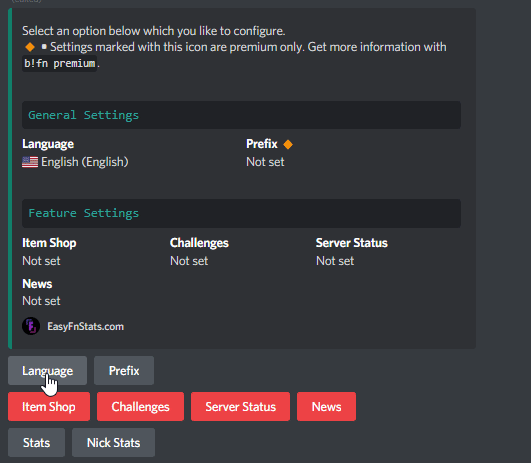 Select an option below which you like to configure.
🔸 ▪ Settings marked with this icon are premium only. Get more information with
b!fn premium.
General Settings
Language Prefix 🔸
English (English) Not set
Feature Settings
Item Shop Challenges Server Status
Not set Not set Not set
News
Not set
EasyFnStats.com
Language Prefix
Item Shop Challenges Server Status News
Stats Nick Stats